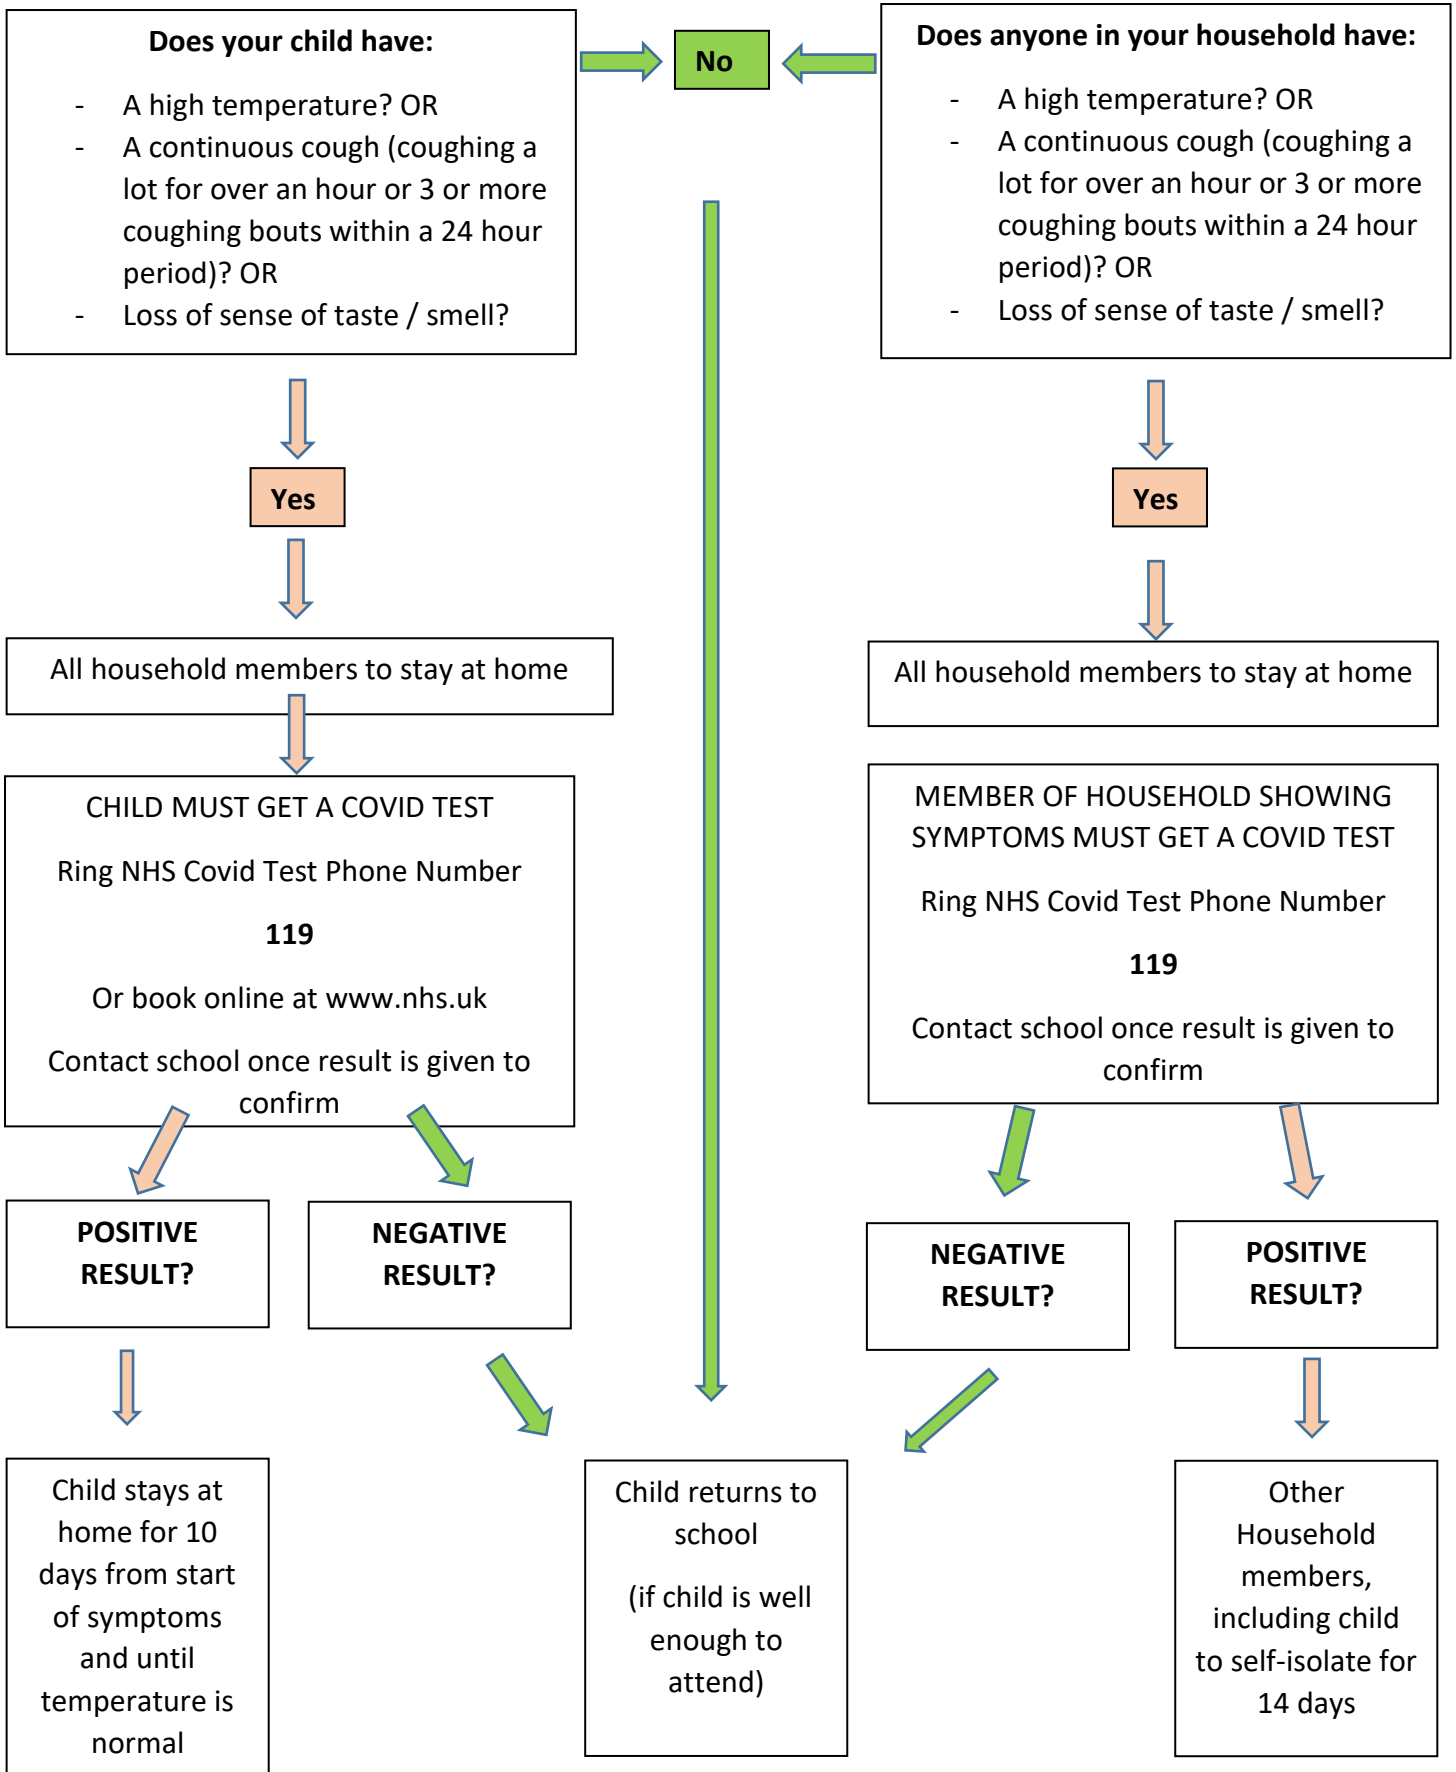 Does your child have:
- A high temperature? OR
- A continuous cough (coughing a
lot for over an hour or 3 or more
coughing bouts within a 24 hour
period)? OR
- Loss of sense of taste / smell?
No
Does anyone in your household have:
- A high temperature? OR
- A continuous cough (coughing a
lot for over an hour or 3 or more
coughing bouts within a 24 hour
period)? OR
- Loss of sense of taste / smell?
Yes
Yes
All household members to stay at home
All household members to stay at home
CHILD MUST GET A COVID TEST
Ring NHS Covid Test Phone Number
119
Or book online at www.nhs.uk
Contact school once result is given to
confirm
MEMBER OF HOUSEHOLD SHOWING
SYMPTOMS MUST GET A COVID TEST
Ring NHS Covid Test Phone Number
119
Contact school once result is given to
confirm
POSITIVE
RESULT?
NEGATIVE
RESULT?
NEGATIVE
RESULT?
POSITIVE
RESULT?
Child stays at
home for 10
days from start
of symptoms
and until
temperature is
normal
Child returns to
school
(if child is well
enough to
attend)
Other
Household
members,
including child
to self-isolate for
14 days